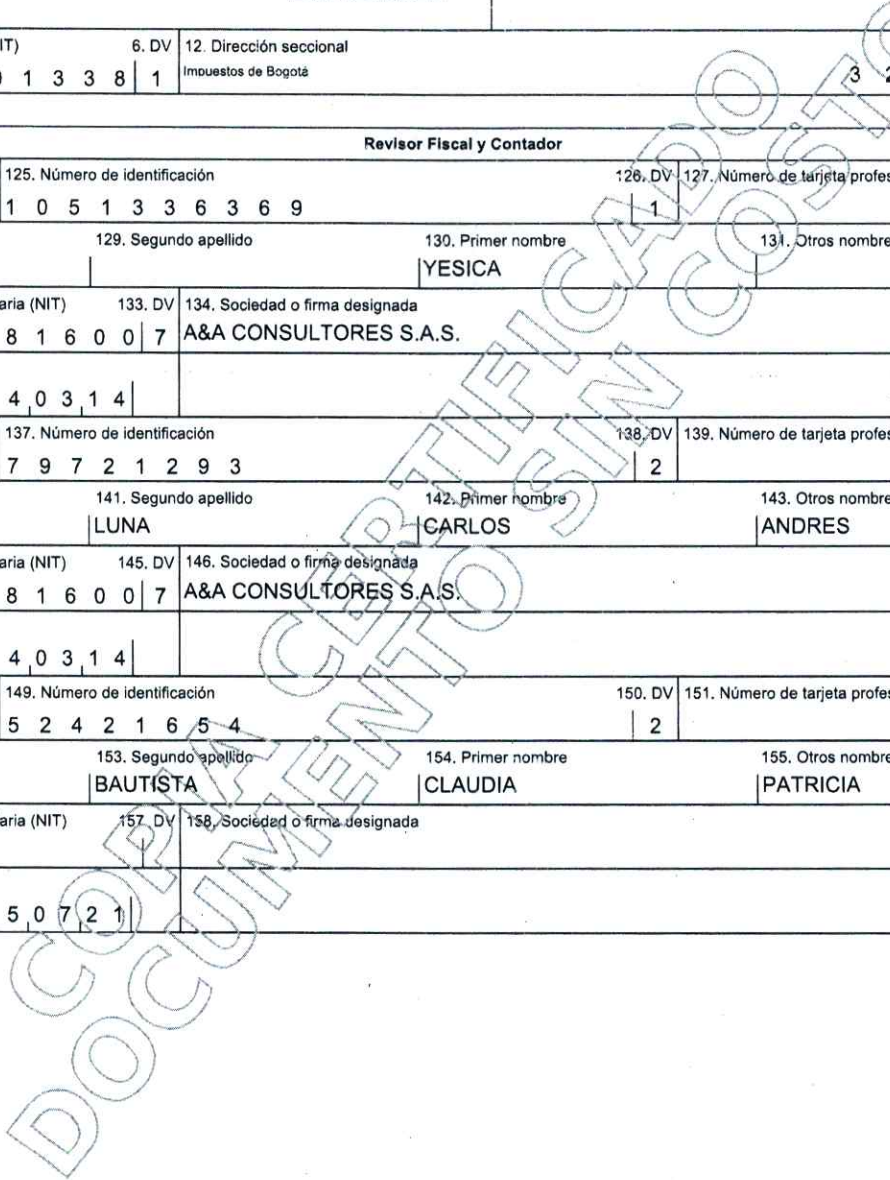 IT) 6. DV 12. Dirección seccional
1 3 3 8 1 Impuestos de Bogotá 3 2
Revisor Fiscal y Contador
125. Número de identificación 126. DV 127. Número de tarjeta profes
1 0 5 1 3 3 6 3 6 9 1
129. Segundo apellido 130. Primer nombre 131. Otros nombre
YESICA
aria (NIT) 133. DV 134. Sociedad o firma designada
8 1 6 0 0 7 A&A CONSULTORES S.A.S.
4 0 3 1 4
137. Número de identificación 138. DV 139. Número de tarjeta profes
7 9 7 2 1 2 9 3 2
141. Segundo apellido 142. Primer nombre 143. Otros nombre
LUNA CARLOS ANDRES
aria (NIT) 145. DV 146. Sociedad o firma designada
8 1 6 0 0 7 A&A CONSULTORES S.A.S.
4 0 3 1 4
149. Número de identificación 150. DV 151. Número de tarjeta profes
5 2 4 2 1 6 5 4 2
153. Segundo apellido 154. Primer nombre 155. Otros nombre
BAUTISTA CLAUDIA PATRICIA
aria (NIT) 157. DV 158. Sociedad o firma designada
5 0 7 2 1
COPIA CERTIFICADO
DOCUMENTO SIN COSTO